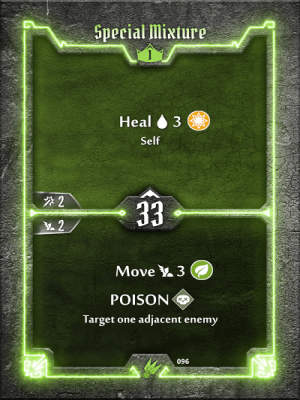 Special Mixture
1
Heal 3
Self
2
33
2
Move 3
POISON
Target one adjacent enemy
096